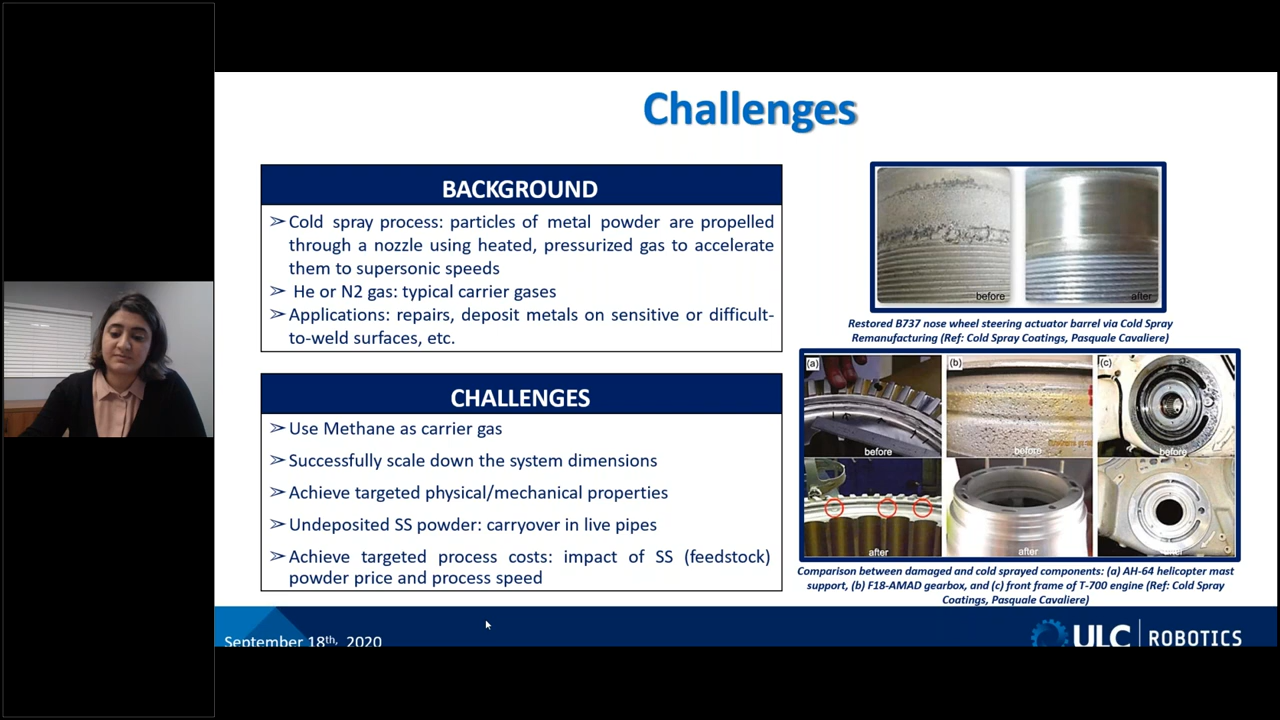 Challenges
BACKGROUND
➢ Cold spray process: particles of metal powder are propelled
through a nozzle using heated, pressurized gas to accelerate
them to supersonic speeds
➢ He or N2 gas: typical carrier gases
➢ Applications: repairs, deposit metals on sensitive or difficult-
to-weld surfaces, etc.
CHALLENGES
➢ Use Methane as carrier gas
➢ Successfully scale down the system dimensions
➢ Achieve targeted physical/mechanical properties
➢ Undeposited SS powder: carryover in live pipes
➢ Achieve targeted process costs: impact of SS (feedstock)
powder price and process speed
before
after
Restored B737 nose wheel steering actuator barrel via Cold Spray
Remanufacturing (Ref: Cold Spray Coatings, Pasquale Cavaliere)
(a)
(b)
(c)
before
before
before
after
after
after
Comparison between damaged and cold sprayed components: (a) AH-64 helicopter mast
support, (b) F18-AMAD gearbox, and (c) front frame of T-700 engine (Ref: Cold Spray
Coatings, Pasquale Cavaliere)
September 18th, 2020
ULC ROBOTICS